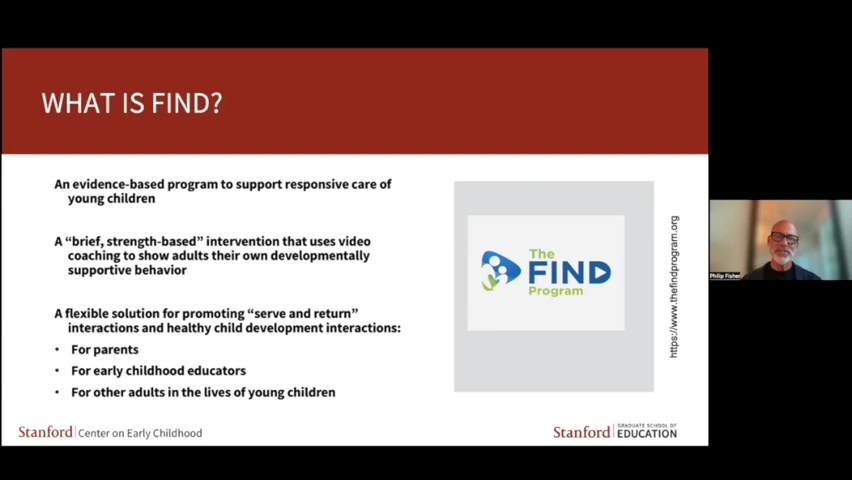 WHAT IS FIND?
An evidence-based program to support responsive care of
young children
A “brief, strength-based” intervention that uses video
coaching to show adults their own developmentally
supportive behavior
A flexible solution for promoting “serve and return”
interactions and healthy child development interactions:
• For parents
• For early childhood educators
• For other adults in the lives of young children
The
FIND
Program
https://www.thefindprogram.org
Philip Fisher
Stanford | Center on Early Childhood
Stanford | GRADUATE SCHOOL OF
EDUCATION